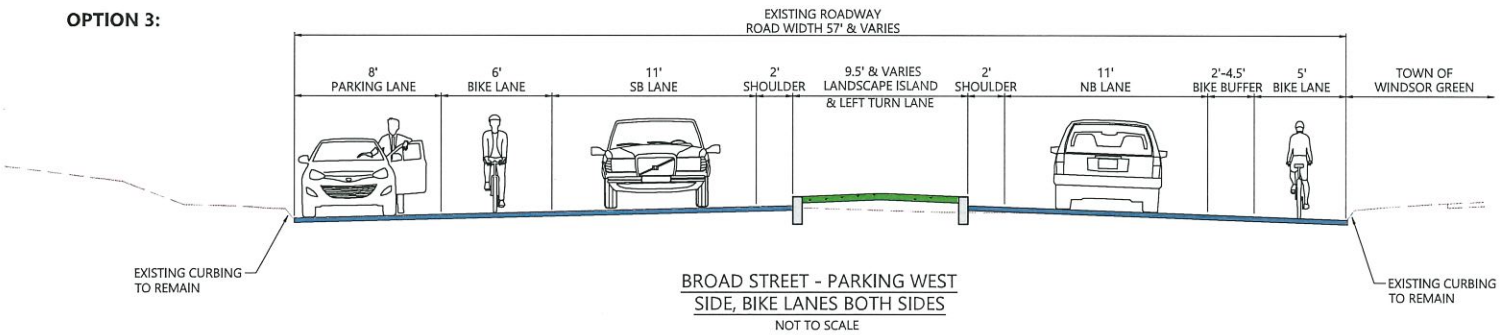 OPTION 3:
EXISTING ROADWAY
ROAD WIDTH 57' & VARIES
8'
PARKING LANE
6'
BIKE LANE
11'
SB LANE
2'
SHOULDER
9.5' & VARIES
LANDSCAPE ISLAND
& LEFT TURN LANE
2'
SHOULDER
11'
NB LANE
2'-4.5'
BIKE BUFFER
5'
BIKE LANE
TOWN OF
WINDSOR GREEN
EXISTING CURBING
TO REMAIN
EXISTING CURBING
TO REMAIN
BROAD STREET - PARKING WEST
SIDE, BIKE LANES BOTH SIDES
NOT TO SCALE